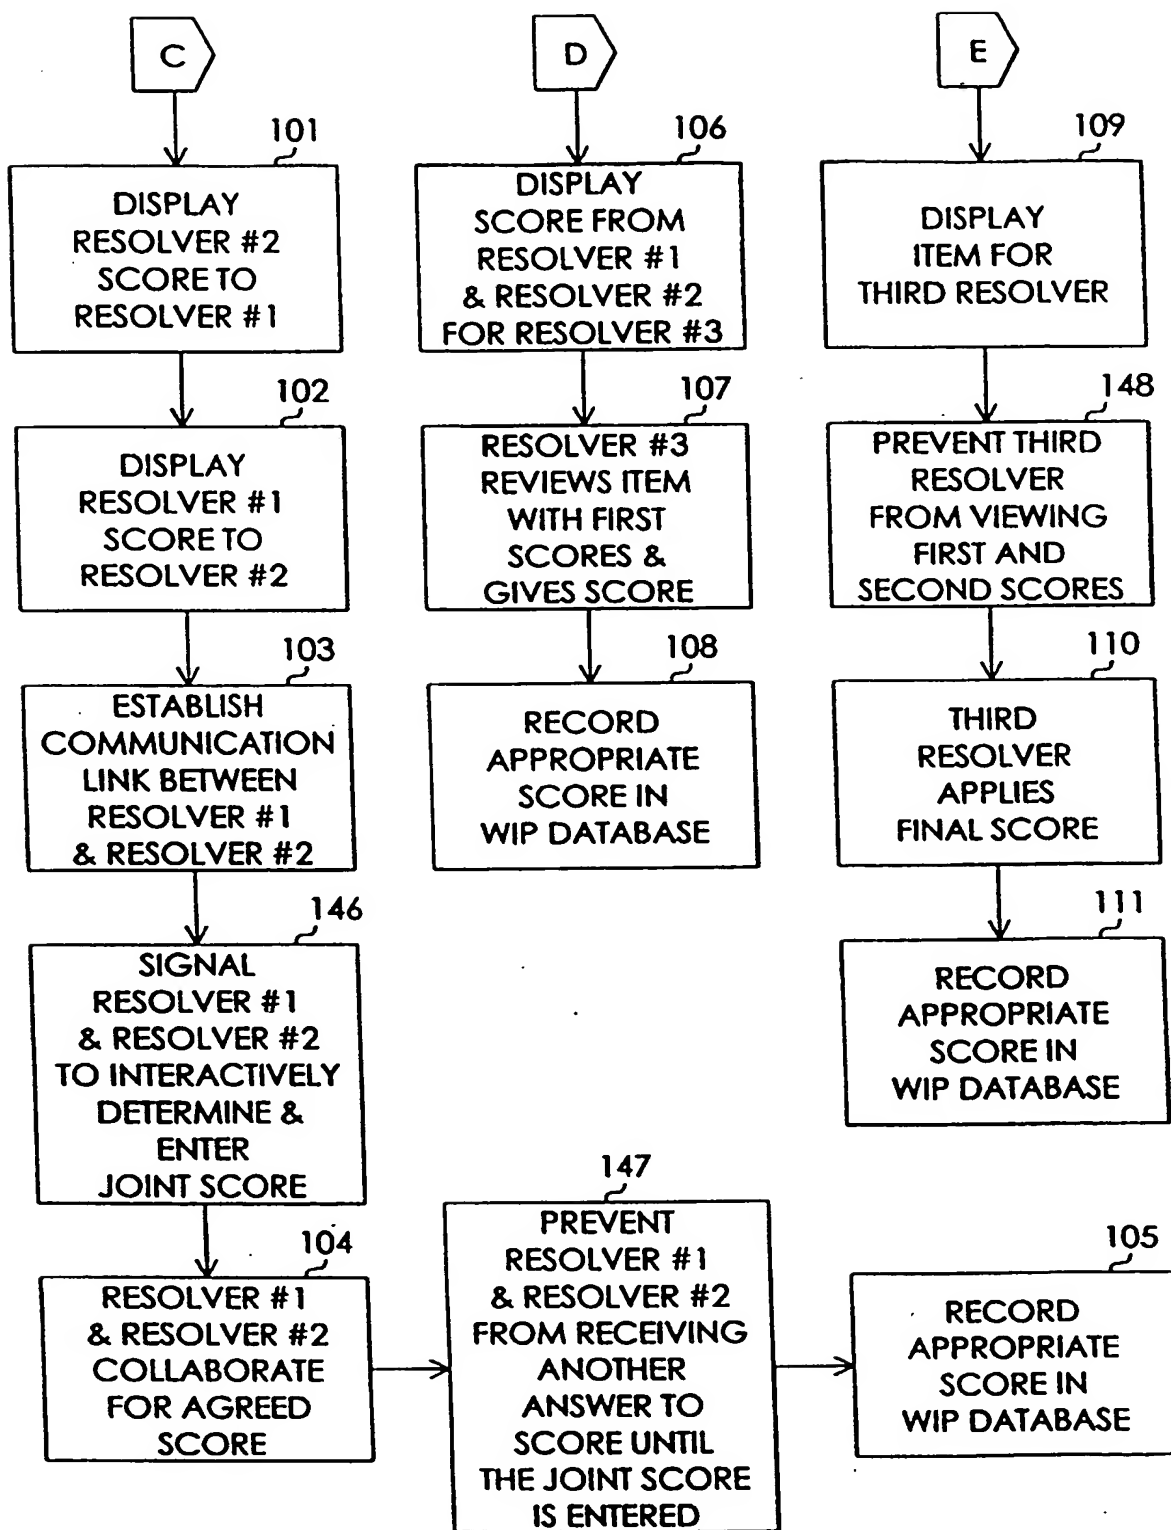 C
101
DISPLAY
RESOLVER #2
SCORE TO
RESOLVER #1
102
DISPLAY
RESOLVER #1
SCORE TO
RESOLVER #2
103
ESTABLISH
COMMUNICATION
LINK BETWEEN
RESOLVER #1
& RESOLVER #2
146
SIGNAL
RESOLVER #1
& RESOLVER #2
TO INTERACTIVELY
DETERMINE &
ENTER
JOINT SCORE
104
RESOLVER #1
& RESOLVER #2
COLLABORATE
FOR AGREED
SCORE
147
PREVENT
RESOLVER #1
& RESOLVER #2
FROM RECEIVING
ANOTHER
ANSWER TO
SCORE UNTIL
THE JOINT SCORE
IS ENTERED
105
RECORD
APPROPRIATE
SCORE IN
WIP DATABASE
D
106
DISPLAY
SCORE FROM
RESOLVER #1
& RESOLVER #2
FOR RESOLVER #3
107
RESOLVER #3
REVIEWS ITEM
WITH FIRST
SCORES &
GIVES SCORE
108
RECORD
APPROPRIATE
SCORE IN
WIP DATABASE
E
109
DISPLAY
ITEM FOR
THIRD RESOLVER
148
PREVENT THIRD
RESOLVER
FROM VIEWING
FIRST AND
SECOND SCORES
110
THIRD
RESOLVER
APPLIES
FINAL SCORE
111
RECORD
APPROPRIATE
SCORE IN
WIP DATABASE